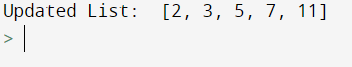 Updated List:  [2, 3, 5, 7, 11]
>